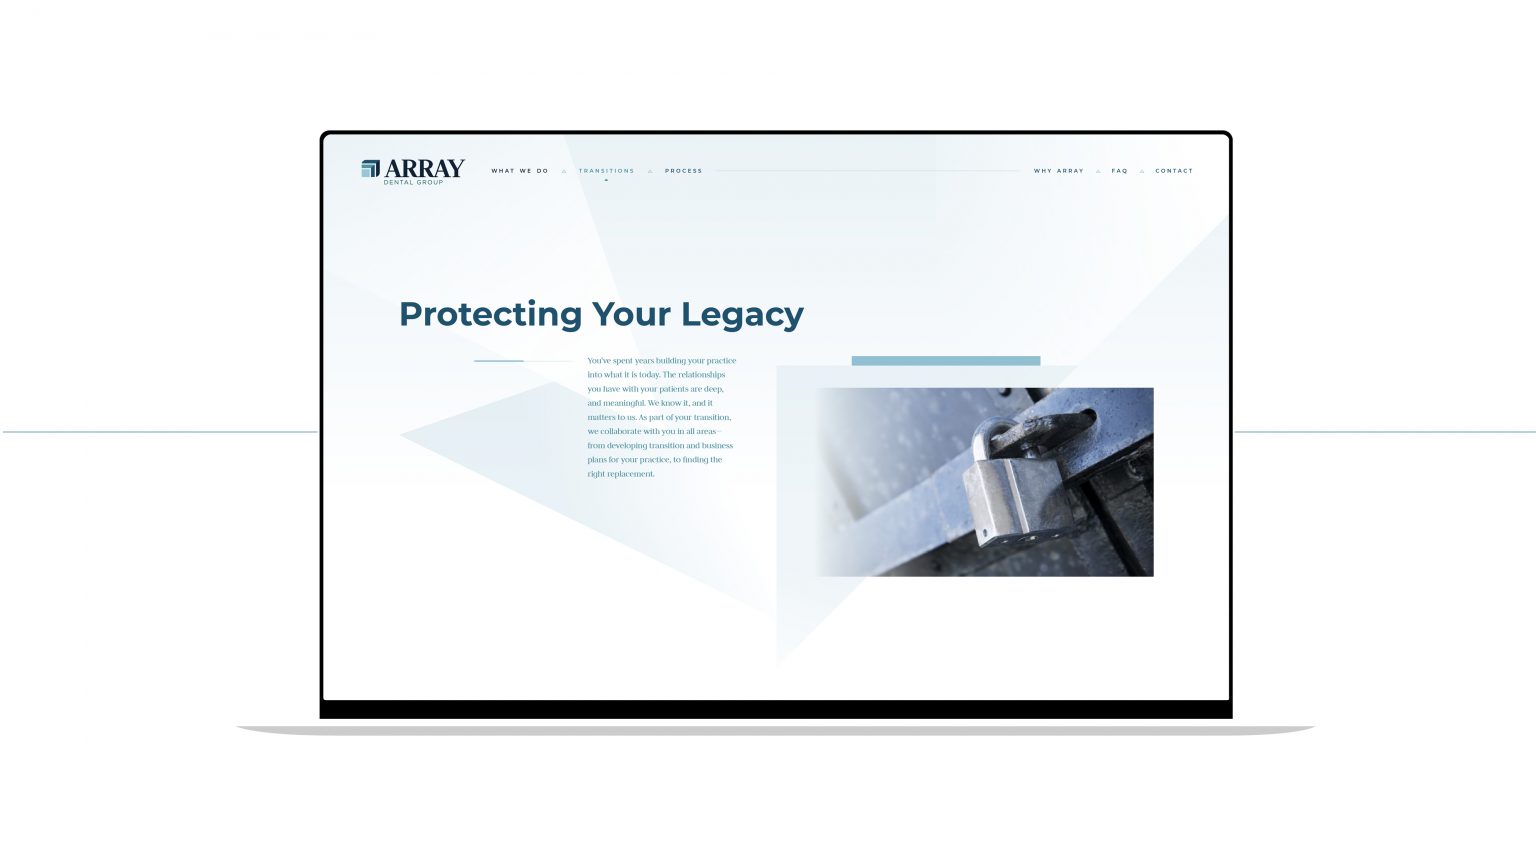 ARRAY
DENTAL GROUP
WHAT WE DO
TRANSITIONS
PROCESS
WHY ARRAY
FAQ
CONTACT
Protecting Your Legacy
You've spent years building your practice
into what it is today. The relationships
you have with your patients are deep,
and meaningful. We know it, and it
matters to us. As part of your transition,
we collaborate with you in all areas –
from developing transition and business
plans for your practice, to finding the
right replacement.